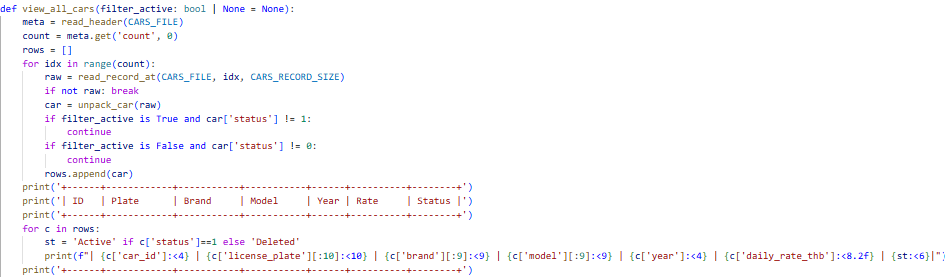 def view_all_cars(filter_active: bool | None = None):
    meta = read_header(CARS_FILE)
    count = meta.get('count', 0)
    rows = []
    for idx in range(count):
        raw = read_record_at(CARS_FILE, idx, CARS_RECORD_SIZE)
        if not raw: break
        car = unpack_car(raw)
        if filter_active is True and car['status'] != 1:
            continue
        if filter_active is False and car['status'] != 0:
            continue
        rows.append(car)
    print('+------+------------+-----------+-----------+------+----------+--------+')
    print('| ID   | Plate      | Brand     | Model     | Year | Rate     | Status |')
    print('+------+------------+-----------+-----------+------+----------+--------+')
    for c in rows:
        st = 'Active' if c['status']==1 else 'Deleted'
        print(f"| {c['car_id']:<4} | {c['license_plate'][:10]:<10} | {c['brand'][:9]:<9} | {c['model'][:9]:<9} | {c['year']:<4} | {c['daily_rate_thb']:<8.2f} | {st:<6}|"
    print('+------+------------+-----------+-----------+------+----------+--------+')